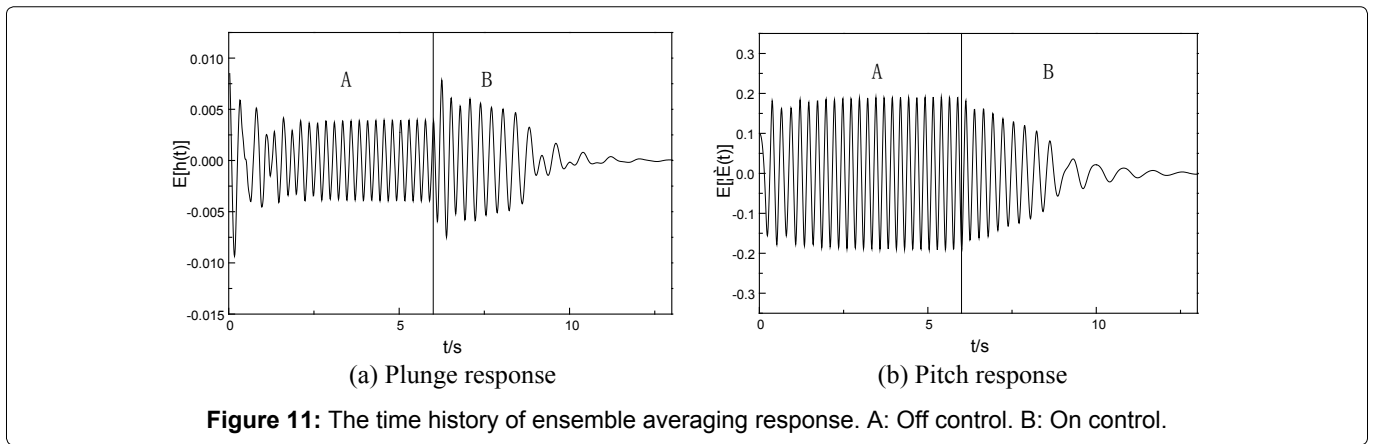 0.010
0.005
0.000
-0.005
-0.010
-0.015
E[h(t)]
A
B
0
5
10
t/s
(a) Plunge response
0.3
0.2
0.1
0.0
-0.1
-0.2
-0.3
E[¦È(t)]
A
B
0
5
10
t/s
(b) Pitch response
Figure 11: The time history of ensemble averaging response. A: Off control. B: On control.